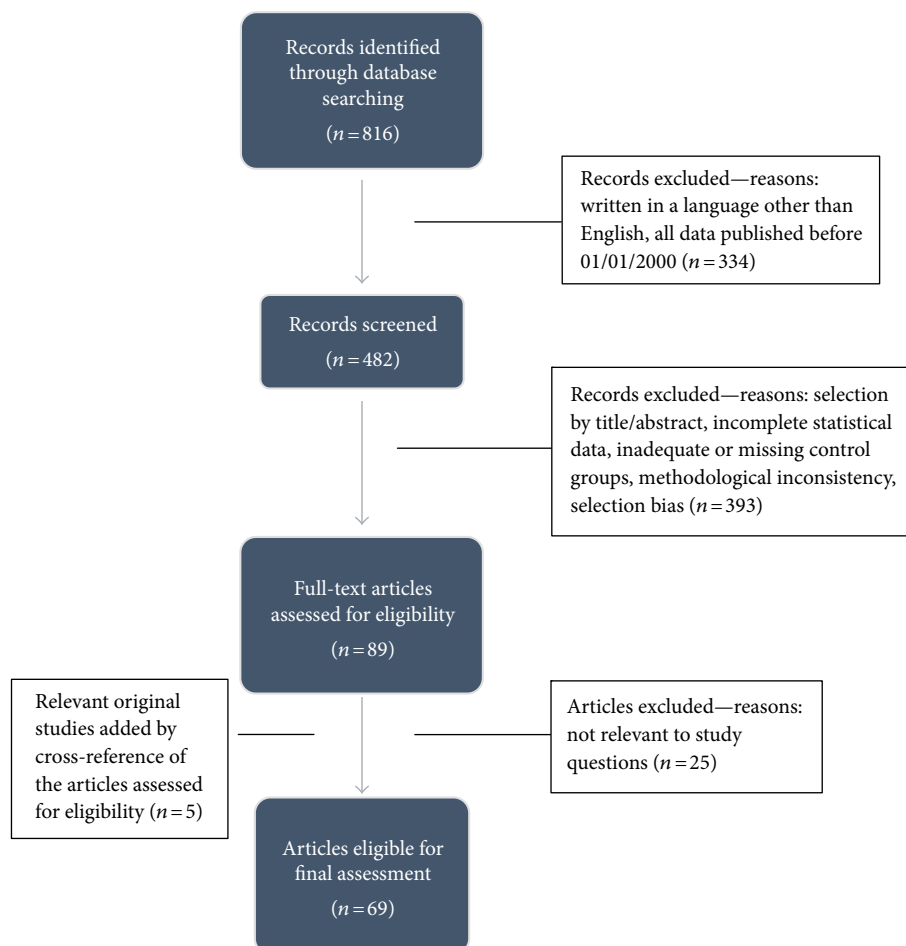 Records identified
through database
searching
(n = 816)
Records excluded—reasons:
written in a language other than
English, all data published before
01/01/2000 (n = 334)
Records screened
(n = 482)
Records excluded—reasons: selection
by title/abstract, incomplete statistical
data, inadequate or missing control
groups, methodological inconsistency,
selection bias (n = 393)
Full-text articles
assessed for eligibility
(n = 89)
Relevant original
studies added by
cross-reference of
the articles assessed
for eligibility (n = 5)
Articles excluded—reasons:
not relevant to study
questions (n = 25)
Articles eligible for
final assessment
(n = 69)